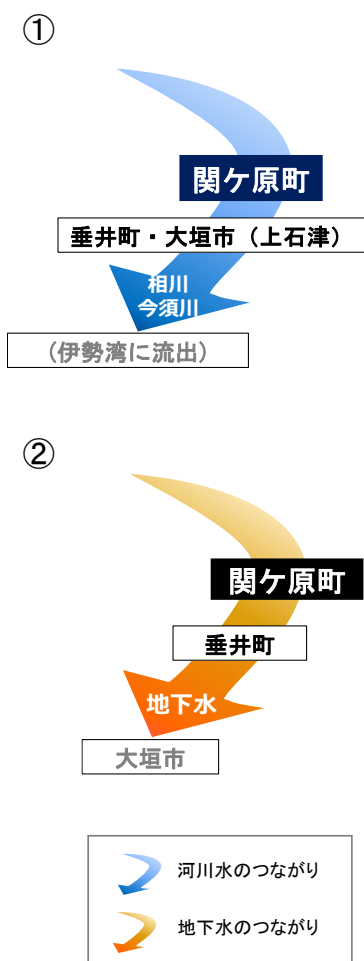 ①
関ケ原町
垂井町・大垣市（上石津）
相川
今須川
（伊勢湾に流出）
②
関ケ原町
垂井町
地下水
大垣市
河川水のつながり
地下水のつながり